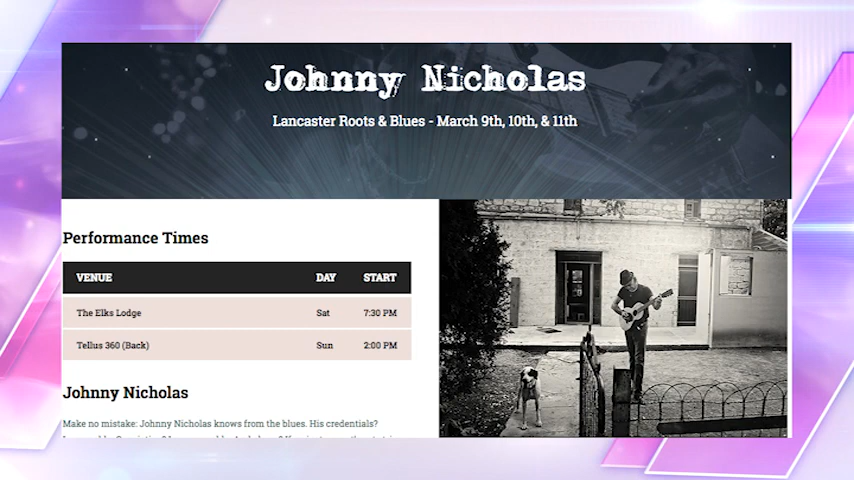 Johnny Nicholas
Lancaster Roots & Blues - March 9th, 10th, & 11th
Performance Times
VENUE DAY START
The Elks Lodge Sat 7:30 PM
Tellus 360 (Back) Sun 2:00 PM
Johnny Nicholas
Make no mistake: Johnny Nicholas knows from the blues. His credentials?